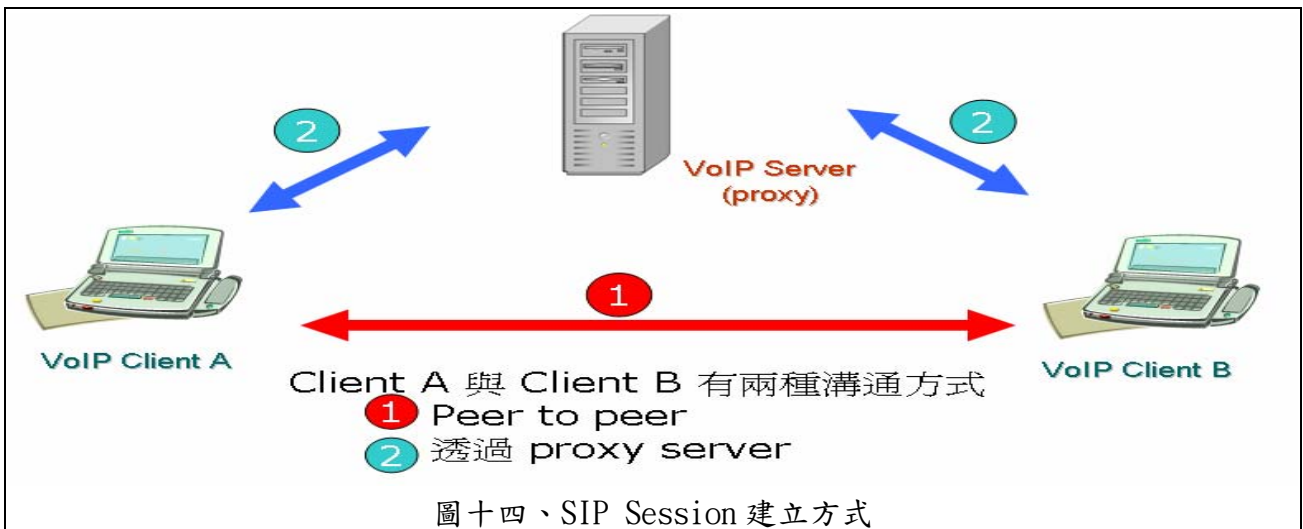 2
2
VoIP Server
(proxy)
1
VoIP Client A
VoIP Client B
Client A 與 Client B 有兩種溝通方式
1 Peer to peer
2 透過 proxy server
圖十四、SIP Session 建立方式